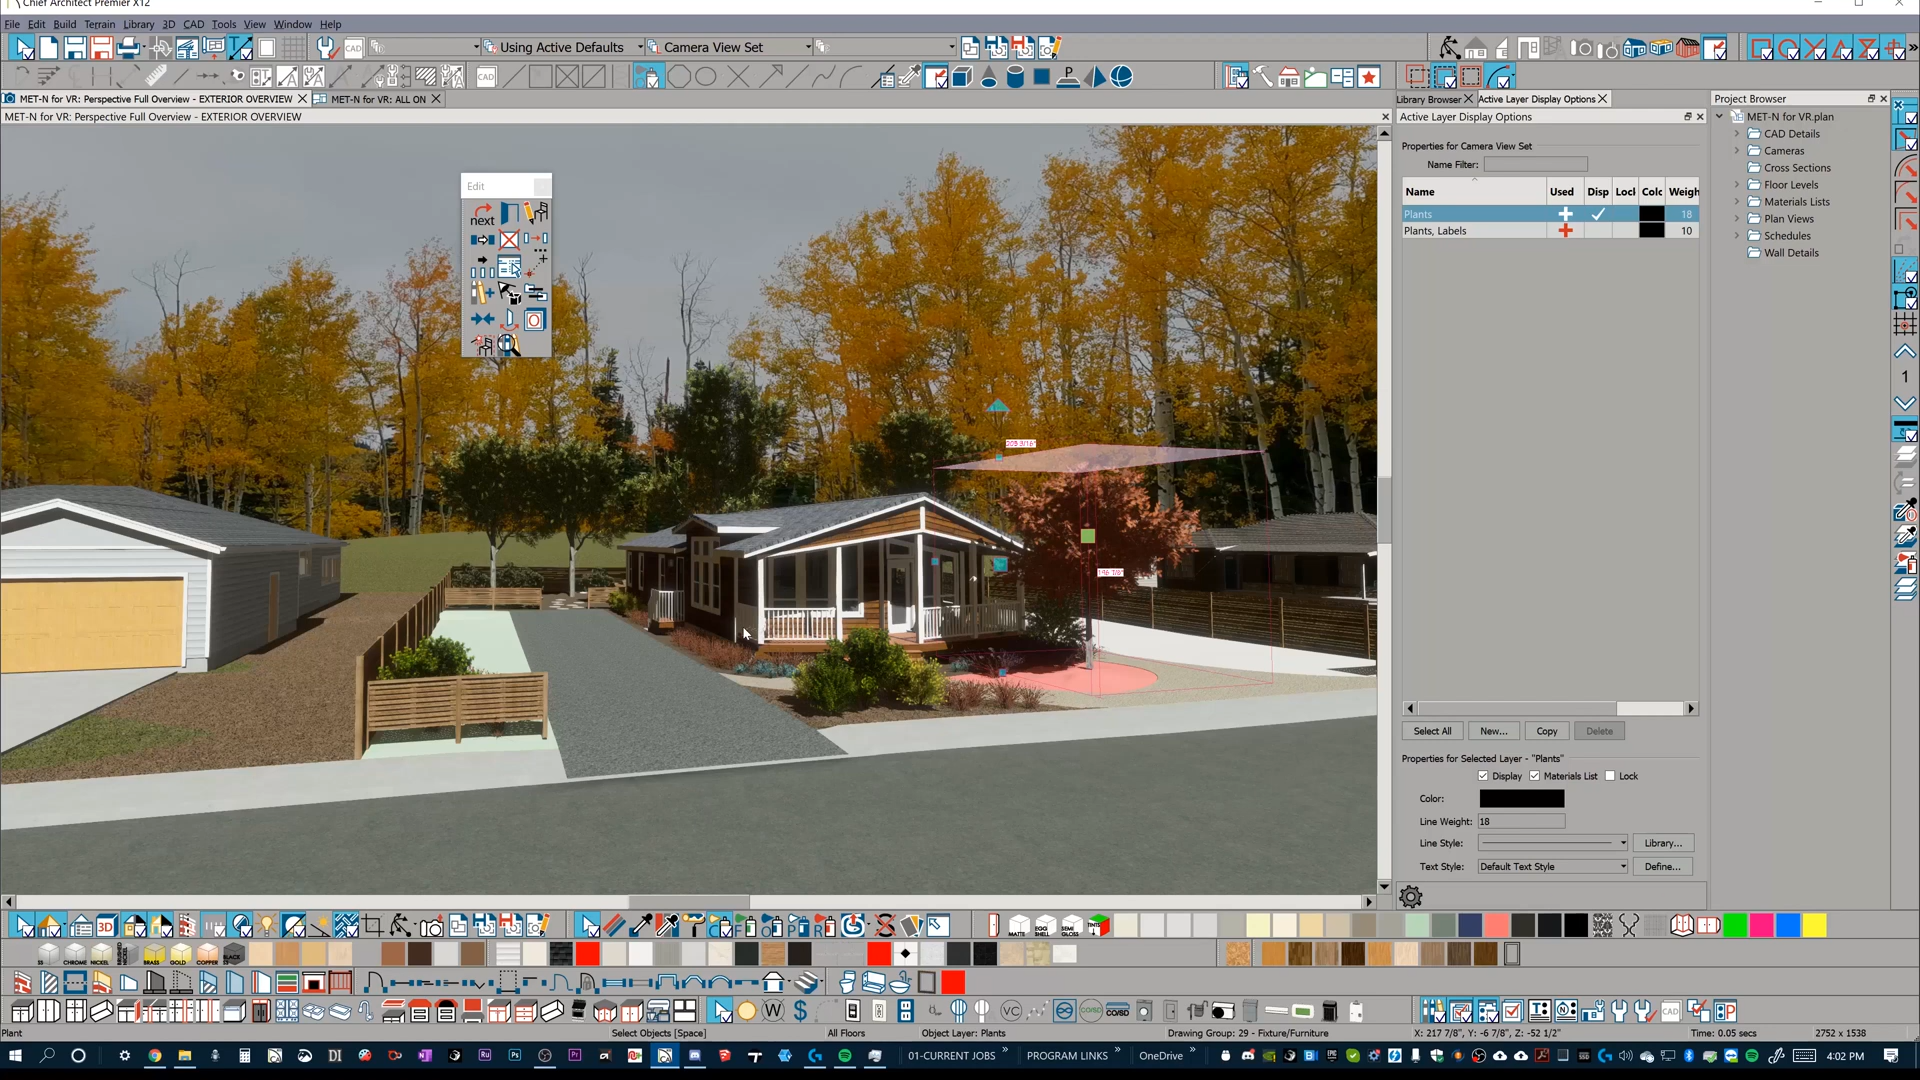 Chief Architect Premier X12
File Edit Build Terrain Library 3D CAD Tools View Window Help
Using Active Defaults
Camera View Set
MET-N for VR: Perspective Full Overview - EXTERIOR OVERVIEW
MET-N for VR: ALL ON
MET-N for VR: Perspective Full Overview - EXTERIOR OVERVIEW
Edit
next
Library Browser
Active Layer Display Options
Active Layer Display Options
Properties for Camera View Set
Name Filter:
Name Used Disp Locl Colc Weigh
Plants 18
Plants, Labels 10
Select All New... Copy Delete
Properties for Selected Layer - "Plants"
Display Materials List Lock
Color:
Line Weight: 18
Line Style: Library...
Text Style: Default Text Style Define...
Project Browser
MET-N for VR.plan
CAD Details
Cameras
Cross Sections
Floor Levels
Materials Lists
Plan Views
Schedules
Wall Details
1
Plant
Select Objects [Space]
All Floors
Object Layer: Plants
Drawing Group: 29 - Fixture/Furniture
X: 217 7/8", Y: -6 7/8", Z: -52 1/2"
Time: 0.05 secs
2752 x 1538
01-CURRENT JOBS
PROGRAM LINKS
OneDrive
4:02 PM